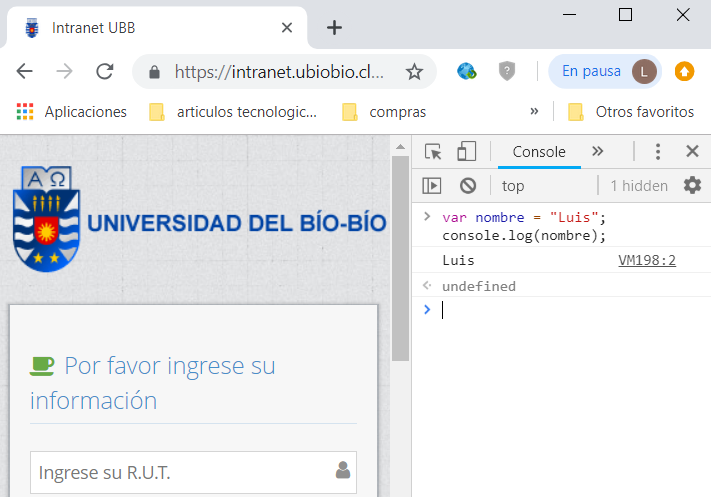 Intranet UBB
https://intranet.ubiobio.cl...
En pausa
L
Aplicaciones
articulos tecnologic...
compras
»
Otros favoritos
Α Ω
UNIVERSIDAD DEL BÍO-BÍO
Por favor ingrese su
información
Ingrese su R.U.T.
Console
»
top
1 hidden
var nombre = "Luis";
console.log(nombre);
Luis VM198:2
undefined